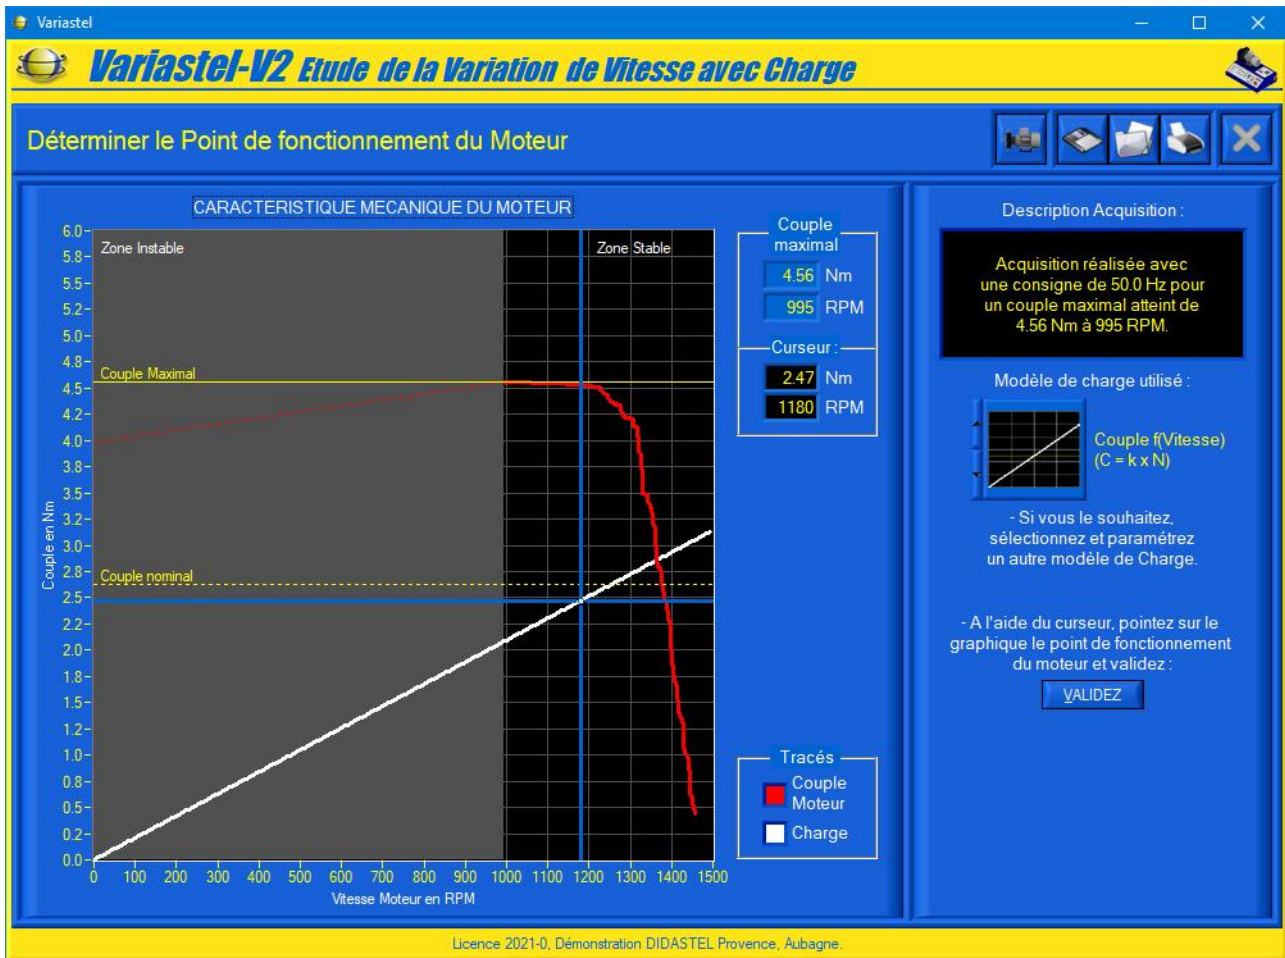 Variastel
Variastel-V2 Etude de la Variation de Vitesse avec Charge
Déterminer le Point de fonctionnement du Moteur
CARACTERISTIQUE MECANIQUE DU MOTEUR
6.0
5.8
5.5
5.2
5.0
4.8
4.5
4.2
4.0
3.8
3.5
3.2
3.0
2.8
2.5
2.2
2.0
1.8
1.5
1.2
1.0
0.8
0.5
0.2
0.0
Couple en Nm
Zone Instable
Zone Stable
Couple Maximal
Couple nominal
0 100 200 300 400 500 600 700 800 900 1000 1100 1200 1300 1400 1500
Vitesse Moteur en RPM
Couple
maximal
4.56 Nm
995 RPM
Curseur :
2.47 Nm
1180 RPM
Tracés
Couple
Moteur
Charge
Description Acquisition :
Acquisition réalisée avec
une consigne de 50.0 Hz pour
un couple maximal atteint de
4.56 Nm à 995 RPM.
Modèle de charge utilisé :
Couple f(Vitesse)
(C = k x N)
- Si vous le souhaitez,
sélectionnez et paramétrez
un autre modèle de Charge.
- A l'aide du curseur, pointez sur le
graphique le point de fonctionnement
du moteur et validez :
VALIDEZ
Licence 2021-0, Démonstration DIDASTEL Provence, Aubagne.